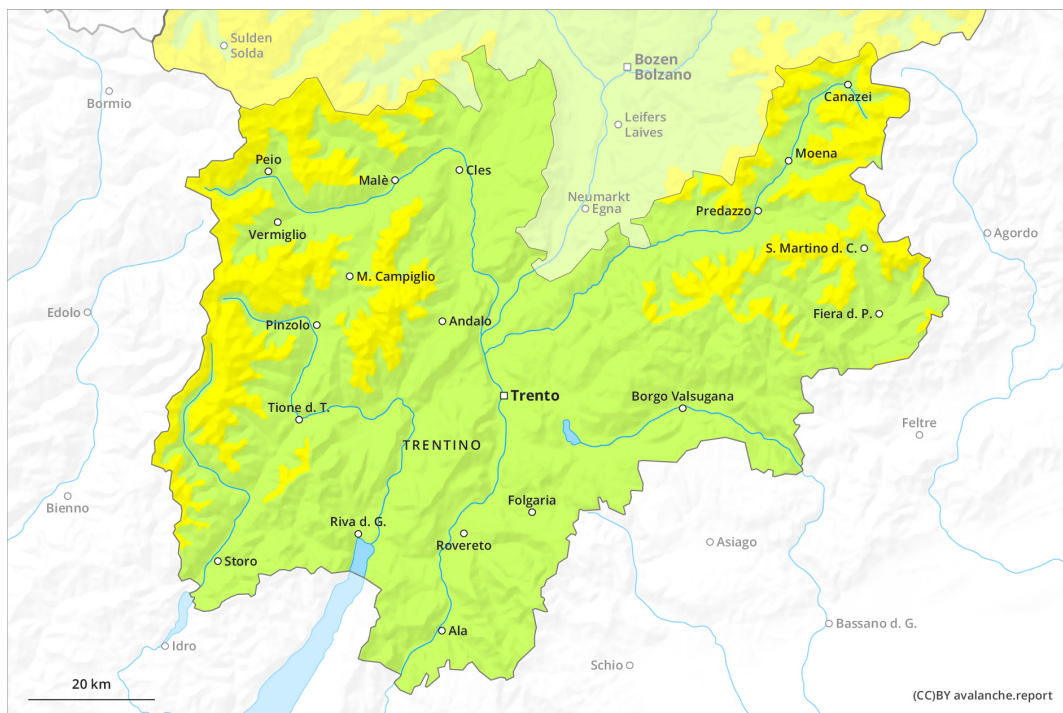 Sulden
Solda
Bozen
Bolzano
Bormio
Canazei
Leifers
Laives
Peio
Moena
Malè
Cles
Neumarkt
Egna
Predazzo
Vermiglio
Agordo
S. Martino d. C.
M. Campiglio
Edolo
Pinzolo
Andalo
Fiera d. P.
Trento
Borgo Valsugana
Tione d. T.
Feltre
TRENTINO
Bienno
Folgaria
Riva d. G.
Rovereto
Asiago
Storo
Ala
Bassano d. G.
Idro
Schio
20 km
(CC)BY avalanche.report